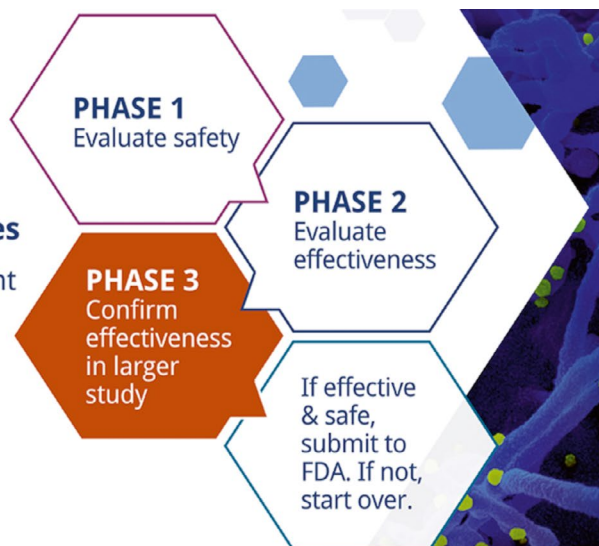 PHASE 1
Evaluate safety
PHASE 2
Evaluate
effectiveness
PHASE 3
Confirm
effectiveness
in larger
study
If effective
& safe,
submit to
FDA. If not,
start over.